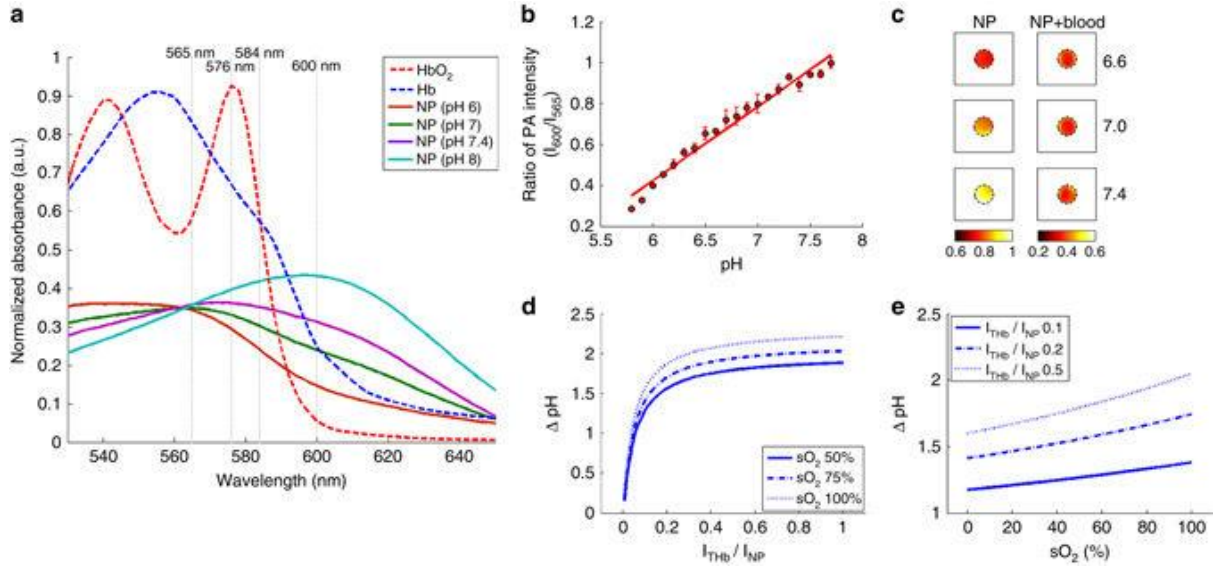 a
565 nm
584 nm
576 nm
600 nm
HbO2
Hb
NP (pH 6)
NP (pH 7)
NP (pH 7.4)
NP (pH 8)
1
0.9
0.8
0.7
0.6
0.5
0.4
0.3
0.2
0.1
0
Normalized absorbance (a.u.)
540
560
580
600
620
640
Wavelength (nm)
b
1.2
1
0.8
0.6
0.4
0.2
Ratio of PA intensity
(I600/I565)
5.5
6
6.5
7
7.5
8
pH
c
NP
NP+blood
6.6
7.0
7.4
0.6 0.8 1
0.2 0.4 0.6
d
3
2.5
2
1.5
1
0.5
0
Δ pH
sO2 50%
sO2 75%
sO2 100%
0
0.2
0.4
0.6
0.8
1
ITHb / INP
e
ITHb / INP 0.1
ITHb / INP 0.2
ITHb / INP 0.5
2.5
2
1.5
1
Δ pH
0
20
40
60
80
100
sO2 (%)